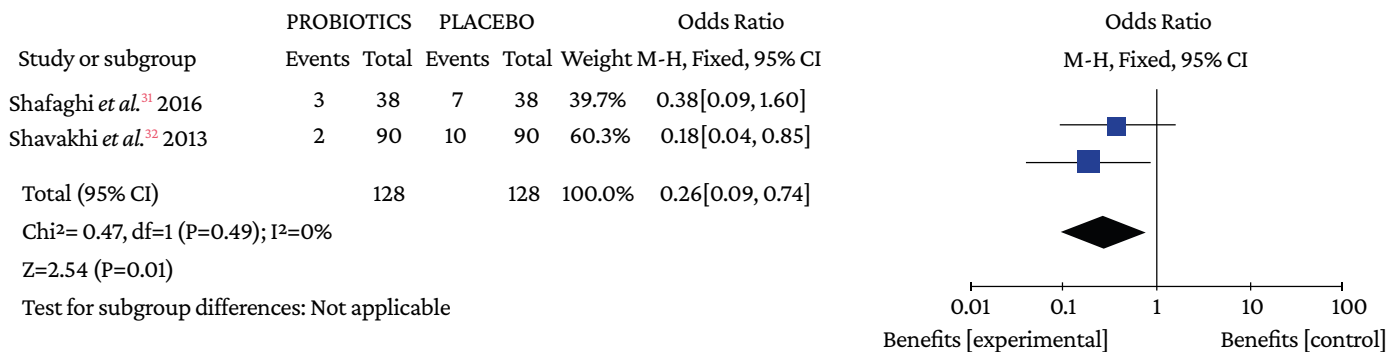 PROBIOTICS PLACEBO Odds Ratio Odds Ratio
Study or subgroup Events Total Events Total Weight M-H, Fixed, 95% CI M-H, Fixed, 95% CI
Shafaghi et al.31 2016 3 38 7 38 39.7% 0.38[0.09, 1.60]
Shavakhi et al.32 2013 2 90 10 90 60.3% 0.18[0.04, 0.85]
Total (95% CI) 128 128 100.0% 0.26[0.09, 0.74]
Chi²= 0.47, df=1 (P=0.49); I²=0%
Z=2.54 (P=0.01)
Test for subgroup differences: Not applicable
0.01 0.1 1 10 100
Benefits [experimental] Benefits [control]